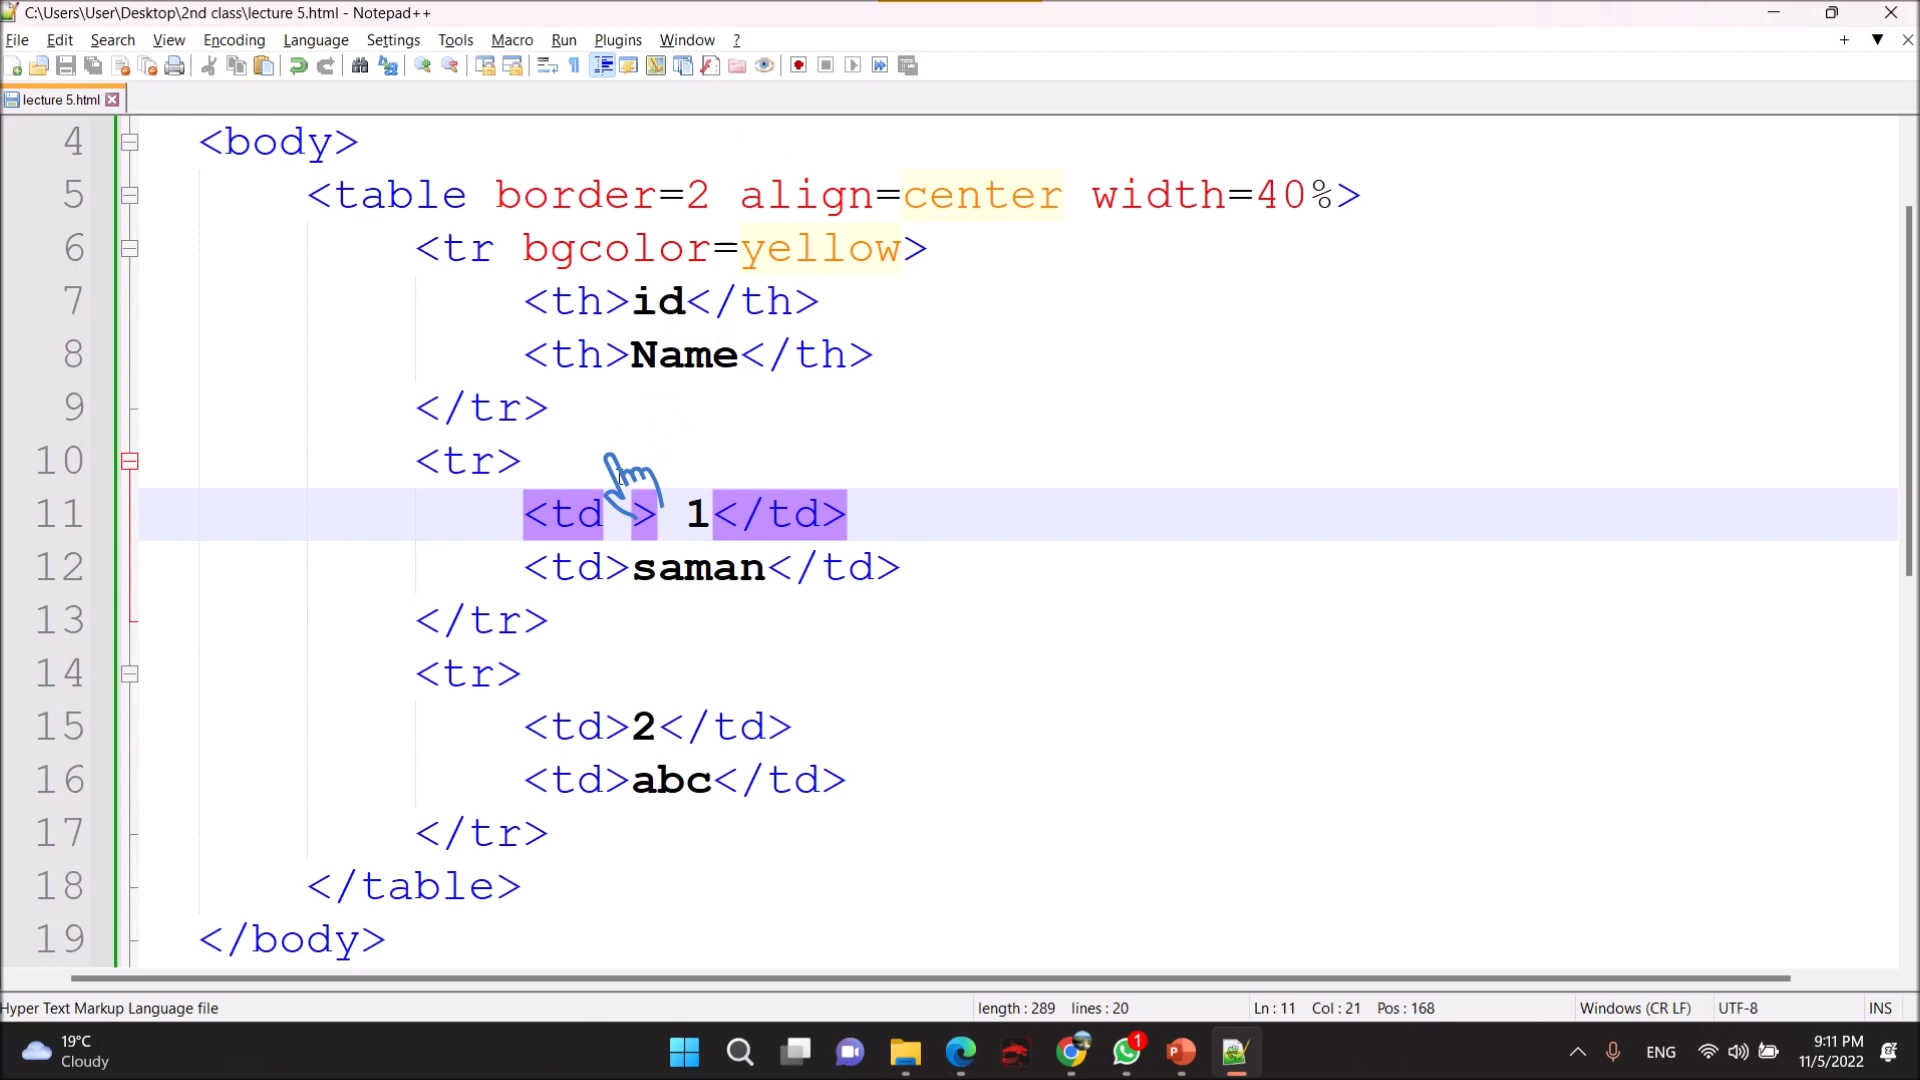 C:\Users\User\Desktop\2nd class\lecture 5.html - Notepad++
File Edit Search View Encoding Language Settings Tools Macro Run Plugins Window ?
lecture 5.html
4 <body>
5 <table border=2 align=center width=40%>
6 <tr bgcolor=yellow>
7 <th>id</th>
8 <th>Name</th>
9 </tr>
10 <tr>
11 <td > 1</td>
12 <td>saman</td>
13 </tr>
14 <tr>
15 <td>2</td>
16 <td>abc</td>
17 </tr>
18 </table>
19 </body>
Hyper Text Markup Language file length : 289 lines : 20 Ln : 11 Col : 21 Pos : 168 Windows (CR LF) UTF-8 INS
19°C
Cloudy
1
ENG
9:11 PM
11/5/2022